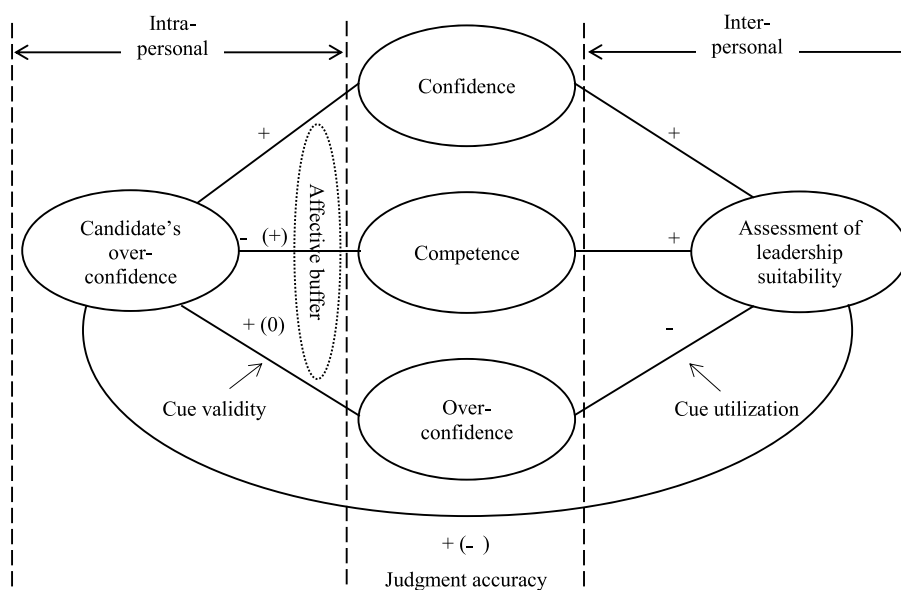 Intra-
personal
Inter-
personal
Confidence
+
+
Candidate's
over-
confidence
- (+)
Affective buffer
Competence
+
Assessment of
leadership
suitability
+ (0)
-
Cue validity
Over-
confidence
Cue utilization
+ (-)
Judgment accuracy